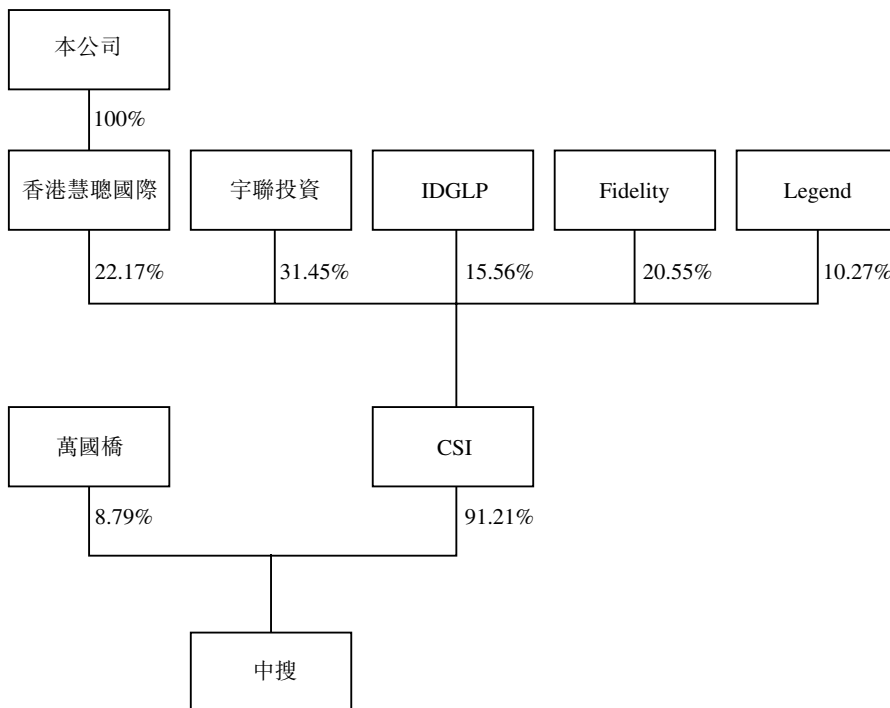 本公司
100%
香港慧聰國際
宇聯投資
IDGLP
Fidelity
Legend
22.17%
31.45%
15.56%
20.55%
10.27%
萬國橋
CSI
8.79%
91.21%
中搜